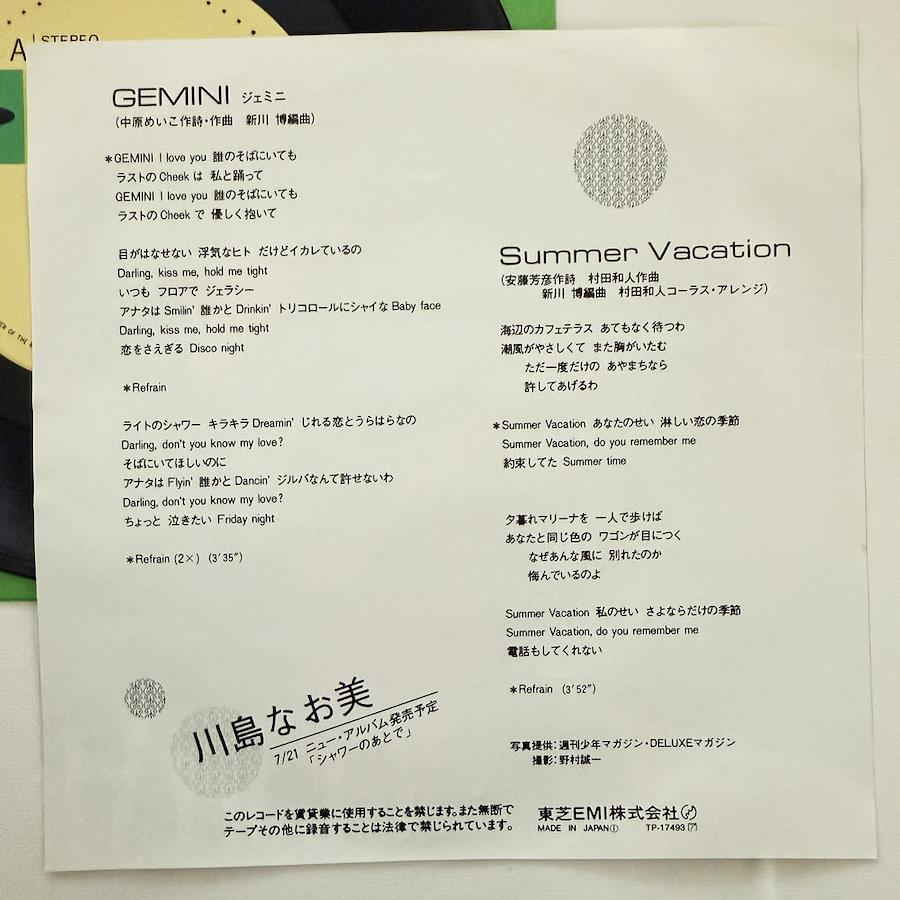 A STEREO
GEMINI ジェミニ
(中原めいこ作詩・作曲 新川 博編曲)
*GEMINI I love you 誰のそばにいても
ラストのCheek は 私と踊って
GEMINI I love you 誰のそばにいても
ラストのCheek で 優しく抱いて
目がはなせない 浮気なヒト だけどイカレているの
Darling, kiss me, hold me tight
いつも フロアで ジェラシー
アナタは Smilin' 誰かと Drinkin' トリコロールにシャイな Baby face
Darling, kiss me, hold me tight
恋をさえぎる Disco night
*Refrain
ライトのシャワー キラキラ Dreamin' じれる恋とうらはらなの
Darling, don't you know my love?
そばにいてほしいのに
アナタは Flyin' 誰かと Dancin' ジルバなんて許せないわ
Darling, don't you know my love?
ちょっと 泣きたい Friday night
*Refrain (2×) (3'35")
川島なお美
7/21 ニュー・アルバム発売予定
「シャワーのあとで」
Summer Vacation
(安藤芳彦作詩 村田和人作曲
新川 博編曲 村田和人コーラス・アレンジ)
海辺のカフェテラス あてもなく待つわ
潮風がやさしくて また胸がいたむ
ただ一度だけの あやまちなら
許してあげるわ
*Summer Vacation あなたのせい 淋しい恋の季節
Summer Vacation, do you remember me
約束してた Summer time
夕暮れマリーナを 一人で歩けば
あなたと同じ色の ワゴンが目につく
なぜあんな風に 別れたのか
悔んでいるのよ
Summer Vacation 私のせい さよならだけの季節
Summer Vacation, do you remember me
電話もしてくれない
*Refrain (3'52")
写真提供:週刊少年マガジン・DELUXEマガジン
撮影:野村誠一
このレコードを賃貸業に使用することを禁じます。また無断で
テープその他に録音することは法律で禁じられています。
東芝EMI株式会社
MADE IN JAPAN Ⓘ TP-17493 [7]